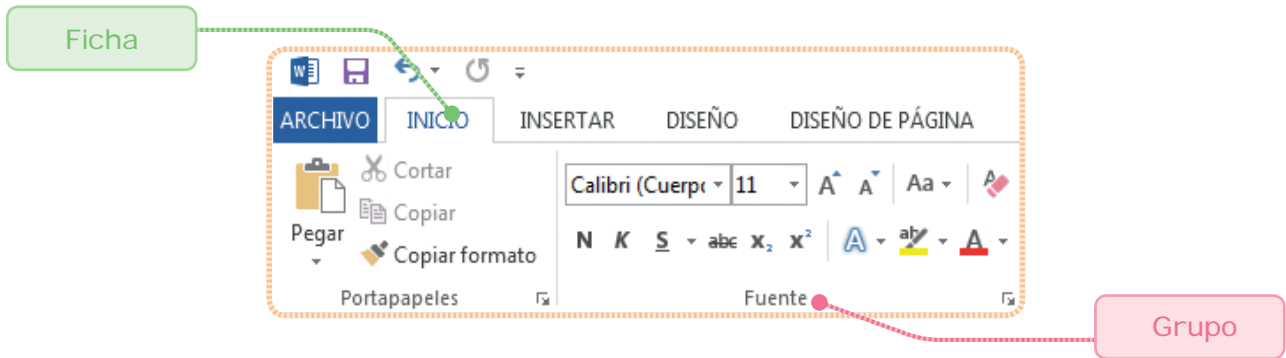 Ficha
ARCHIVO INICIO INSERTAR DISEÑO DISEÑO DE PÁGINA
Cortar
Calibri (Cuerpo 11 A A Aa A
Copiar
Pegar
N K S abc X₂ X² A ab A
Copiar formato
Portapapeles Fuente
Grupo